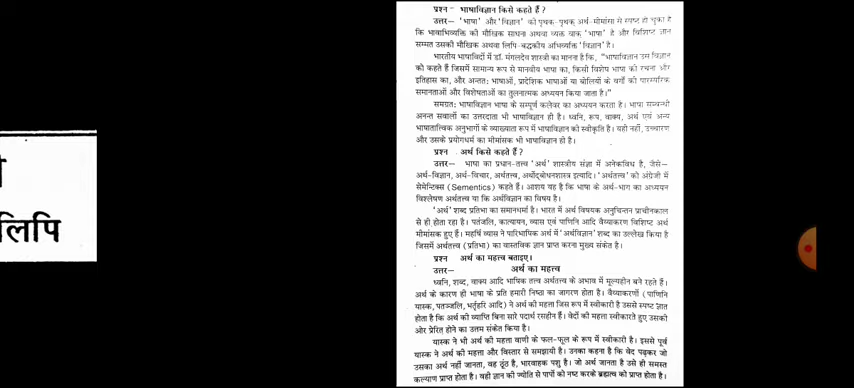 लिपि
प्रश्न – भाषाविज्ञान किसे कहते हैं ?
उत्तर– 'भाषा' और 'विज्ञान' की पृथक्-पृथक् अर्थ-मीमांसा से स्पष्ट हो चुका है
कि भावाभिव्यक्ति की मौखिक साधना अथवा व्यक्त वाक् 'भाषा' है और विशिष्ट ज्ञान
सम्मत उसकी मौखिक अथवा लिपि-बद्धकीय अभिव्यक्ति 'विज्ञान' है।
भारतीय भाषाविदों में डॉ. मंगलदेव शास्त्री का मानना है कि, "भाषाविज्ञान उस विज्ञान
को कहते हैं जिसमें सामान्य रूप से मानवीय भाषा का, किसी विशेष भाषा की रचना और
इतिहास का, और अन्ततः भाषाओं, प्रादेशिक भाषाओं या बोलियों के वर्गों की पारस्परिक
समानताओं और विशेषताओं का तुलनात्मक अध्ययन किया जाता है।"
समग्रतः भाषाविज्ञान भाषा के सम्पूर्ण कलेवर का अध्ययन करता है। भाषा सम्बन्धी
अनन्त सवालों का उत्तरदाता भी भाषाविज्ञान ही है। ध्वनि, रूप, वाक्य, अर्थ एवं अन्य
भाषातात्त्विक अनुभागों के व्याख्याता रूप में भाषाविज्ञान की स्वीकृति है। यही नहीं, उच्चारण
और उसके प्रयोगधर्म का मीमांसक भी भाषाविज्ञान ही है।
प्रश्न . अर्थ किसे कहते हैं ?
उत्तर– भाषा का प्रधान-तत्त्व 'अर्थ' शास्त्रीय संज्ञा में अनेकविध है, जैसे–
अर्थ-विज्ञान, अर्थ-विचार, अर्थतत्त्व, अर्थोद्बोधनशास्त्र इत्यादि। 'अर्थतत्त्व' को अंग्रेजी में
सेमेन्टिक्स (Sementics) कहते हैं। आशय यह है कि भाषा के अर्थ-भाग का अध्ययन
विश्लेषण अर्थतत्त्व या कि अर्थविज्ञान का विषय है।
'अर्थ' शब्द प्रतिभा का समानधर्मा है। भारत में अर्थ विषयक अनुचिन्तन प्राचीनकाल
से ही होता रहा है। पतंजलि, कात्यायन, व्यास एवं पाणिनि आदि वैय्याकरण विशिष्ट अर्थ
मीमांसक हुए हैं। महर्षि व्यास ने पारिभाषिक अर्थ में 'अर्थविज्ञान' शब्द का उल्लेख किया है
जिसमें अर्थतत्त्व (प्रतिभा) का वास्तविक ज्ञान प्राप्त करना मुख्य संकेत है।
प्रश्न अर्थ का महत्त्व बताइए।
उत्तर– अर्थ का महत्त्व
ध्वनि, शब्द, वाक्य आदि भाषिक तत्त्व अर्थतत्त्व के अभाव में मूल्यहीन बने रहते हैं।
अर्थ के कारण ही भाषा के प्रति हमारी निष्ठा का जागरण होता है। वैय्याकरणों (पाणिनि
यास्क, पतञ्जलि, भर्तृहरि आदि) ने अर्थ की महत्ता जिस रूप में स्वीकारी है उससे स्पष्ट ज्ञात
होता है कि अर्थ की व्याप्ति बिना सारे पदार्थ रसहीन हैं। वेदों की महत्ता स्वीकारते हुए उसकी
ओर प्रेरित होने का उत्तम संकेत किया है।
यास्क ने भी अर्थ की महत्ता वाणी के फल-फूल के रूप में स्वीकारी है। इससे पूर्व
यास्क ने अर्थ की महत्ता और विस्तार से समझायी है। उनका कहना है कि वेद पढ़कर जो
उसका अर्थ नहीं जानता, वह ठूंठ है, भारवाहक पशु है। जो अर्थ जानता है उसे ही समस्त
कल्याण प्राप्त होता है। वही ज्ञान की ज्योति से पापों को नष्ट करके ब्रह्मत्व को प्राप्त होता है।